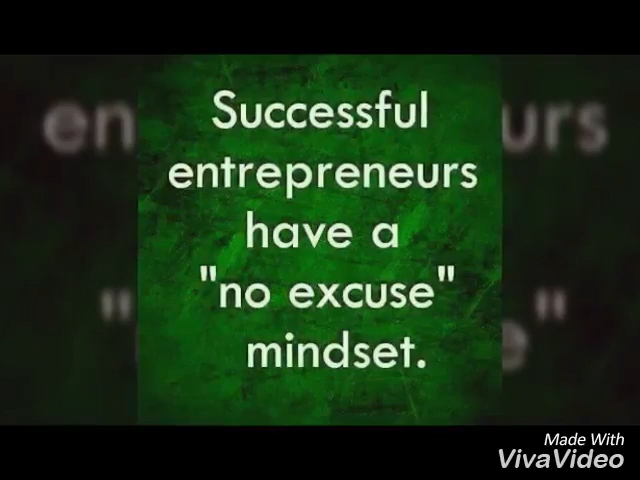 Successful
entrepreneurs
have a
"no excuse"
mindset.
Made With
VivaVideo